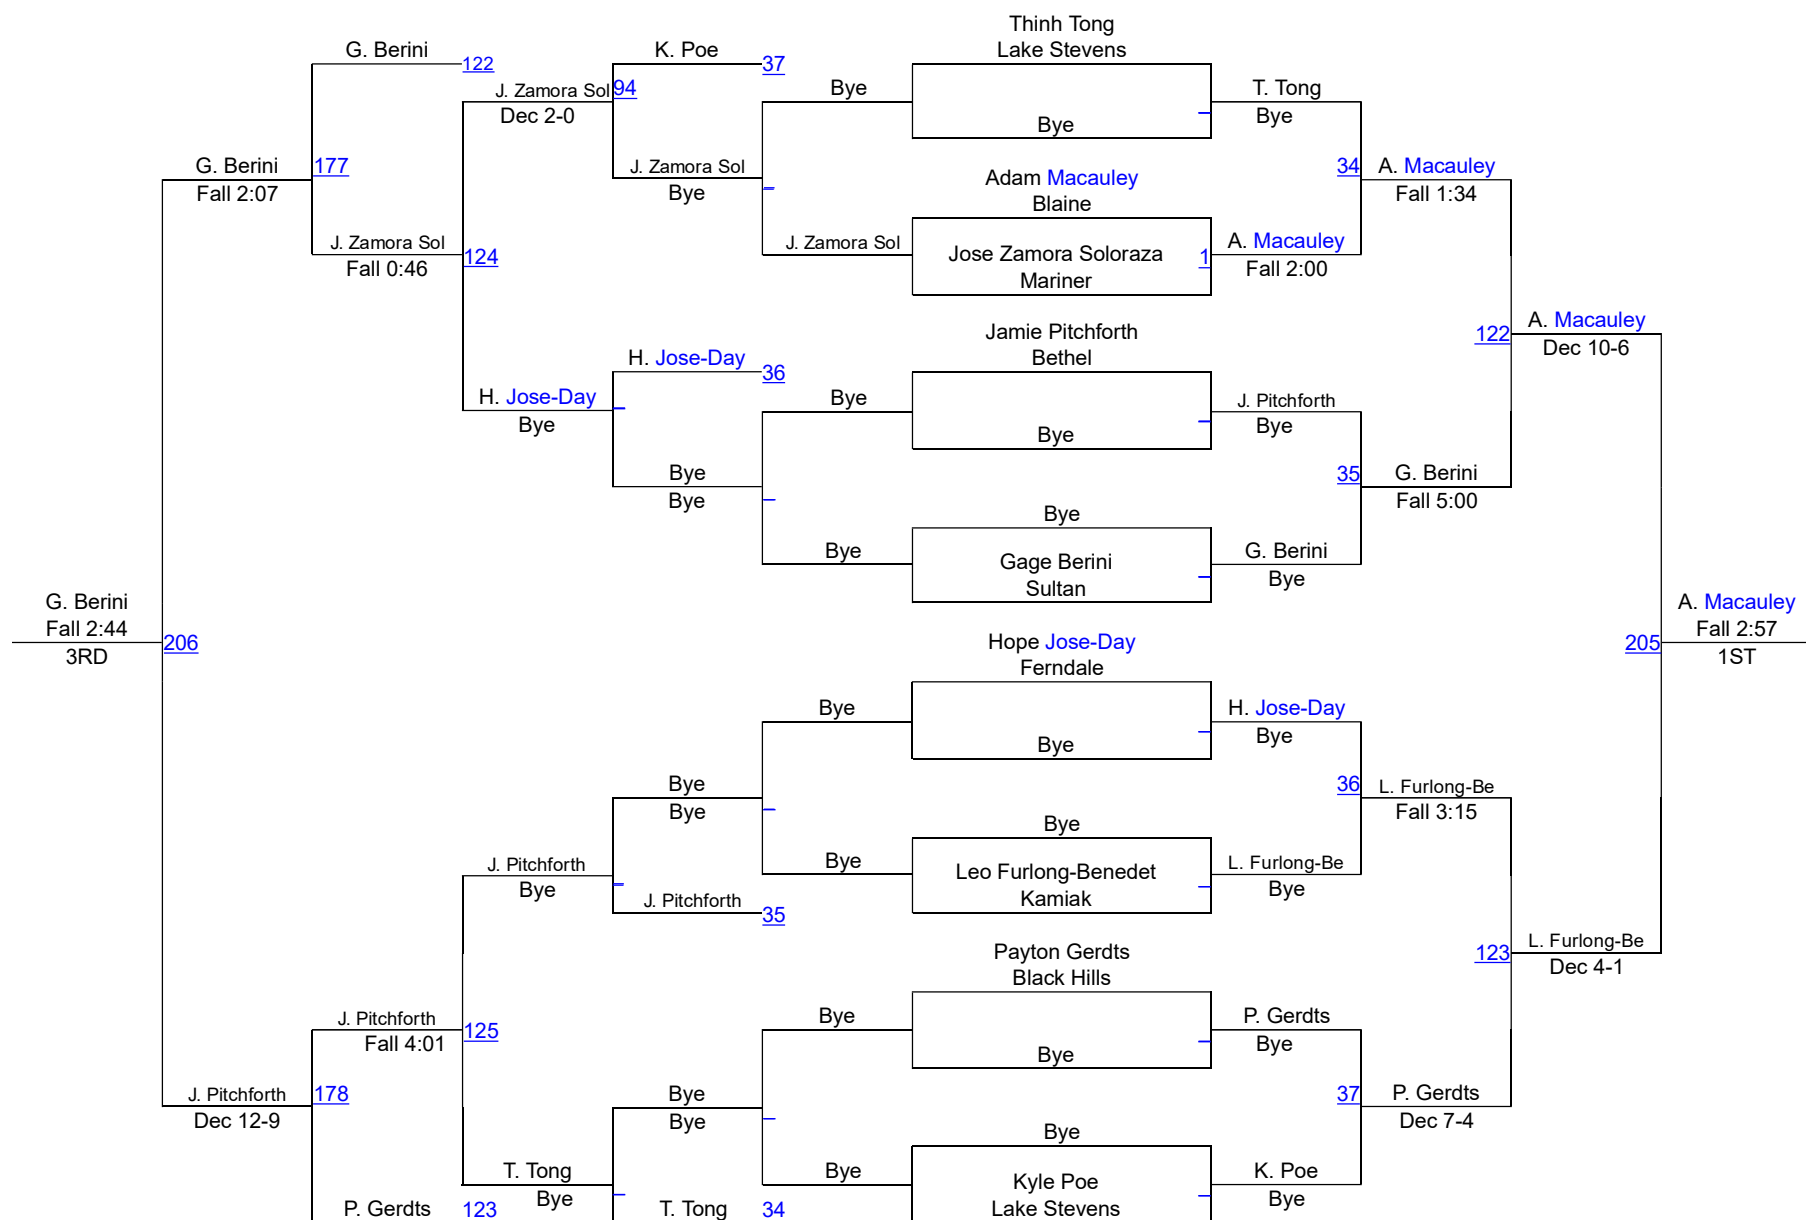 Thinh Tong
G. Berini
K. Poe
Lake Stevens
122
37
J. Zamora Sol
94
Bye
T. Tong
Dec 2-0
Bye
Bye
G. Berini
177
J. Zamora Sol
34
A. Macauley
Fall 2:07
Bye
Adam Macauley
Fall 1:34
Blaine
J. Zamora Sol
J. Zamora Sol
A. Macauley
124
Jose Zamora Soloraza
1
Fall 0:46
Mariner
Fall 2:00
Jamie Pitchforth
122
A. Macauley
H. Jose-Day
Bethel
Dec 10-6
36
H. Jose-Day
Bye
J. Pitchforth
Bye
Bye
Bye
Bye
35
G. Berini
Bye
Fall 5:00
Bye
Bye
G. Berini
Gage Berini
Bye
Sultan
G. Berini
A. Macauley
Fall 2:44
Fall 2:57
206
Hope Jose-Day
205
3RD
Ferndale
1ST
Bye
H. Jose-Day
Bye
Bye
Bye
36
L. Furlong-Be
Bye
Fall 3:15
Bye
J. Pitchforth
Bye
L. Furlong-Be
Bye
Leo Furlong-Benedet
Bye
J. Pitchforth
Kamiak
35
Payton Gerdts
123
L. Furlong-Be
Black Hills
Dec 4-1
J. Pitchforth
Bye
P. Gerdts
125
Fall 4:01
Bye
Bye
J. Pitchforth
178
Bye
37
P. Gerdts
Dec 12-9
Bye
Dec 7-4
Bye
T. Tong
Bye
K. Poe
Bye
Kyle Poe
Bye
P. Gerdts
123
T. Tong
34
Lake Stevens